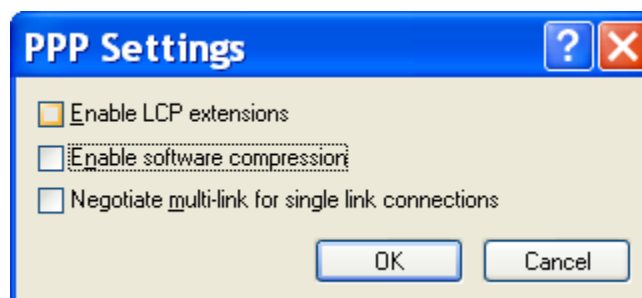 PPP Settings
Enable LCP extensions
Enable software compression
Negotiate multi-link for single link connections
OK
Cancel